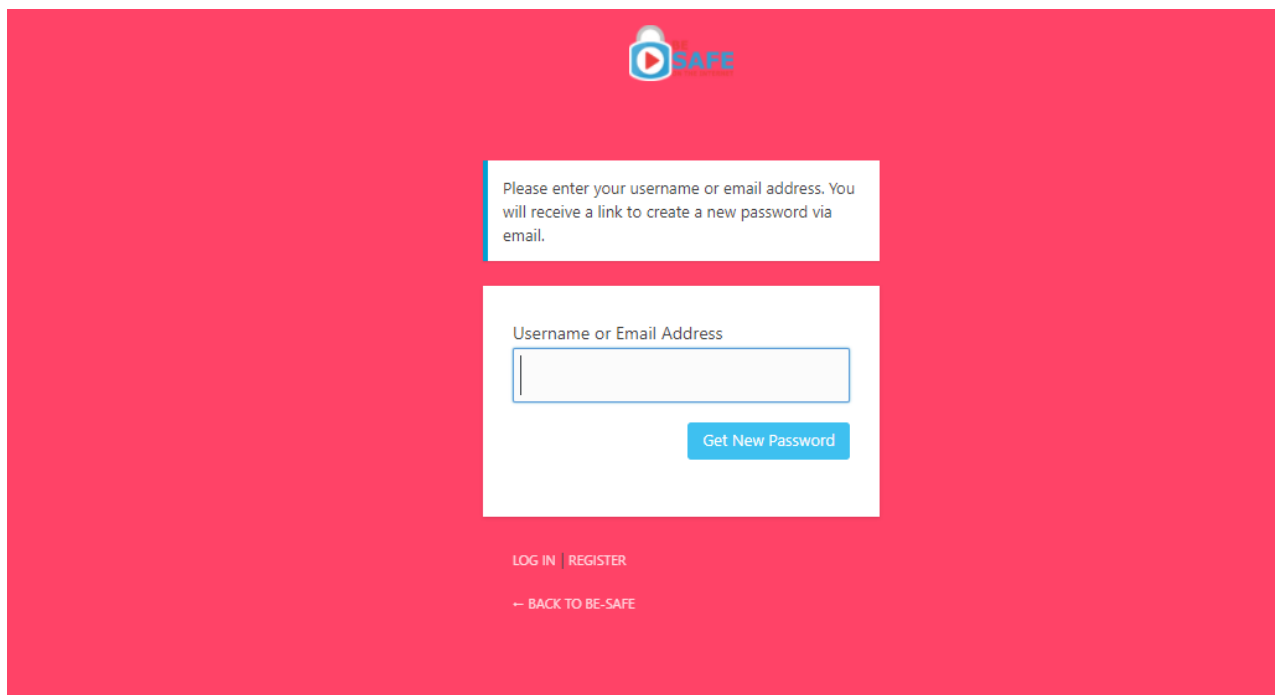 BE
SAFE
Please enter your username or email address. You
will receive a link to create a new password via
email.
Username or Email Address
Get New Password
LOG IN | REGISTER
← BACK TO BE-SAFE